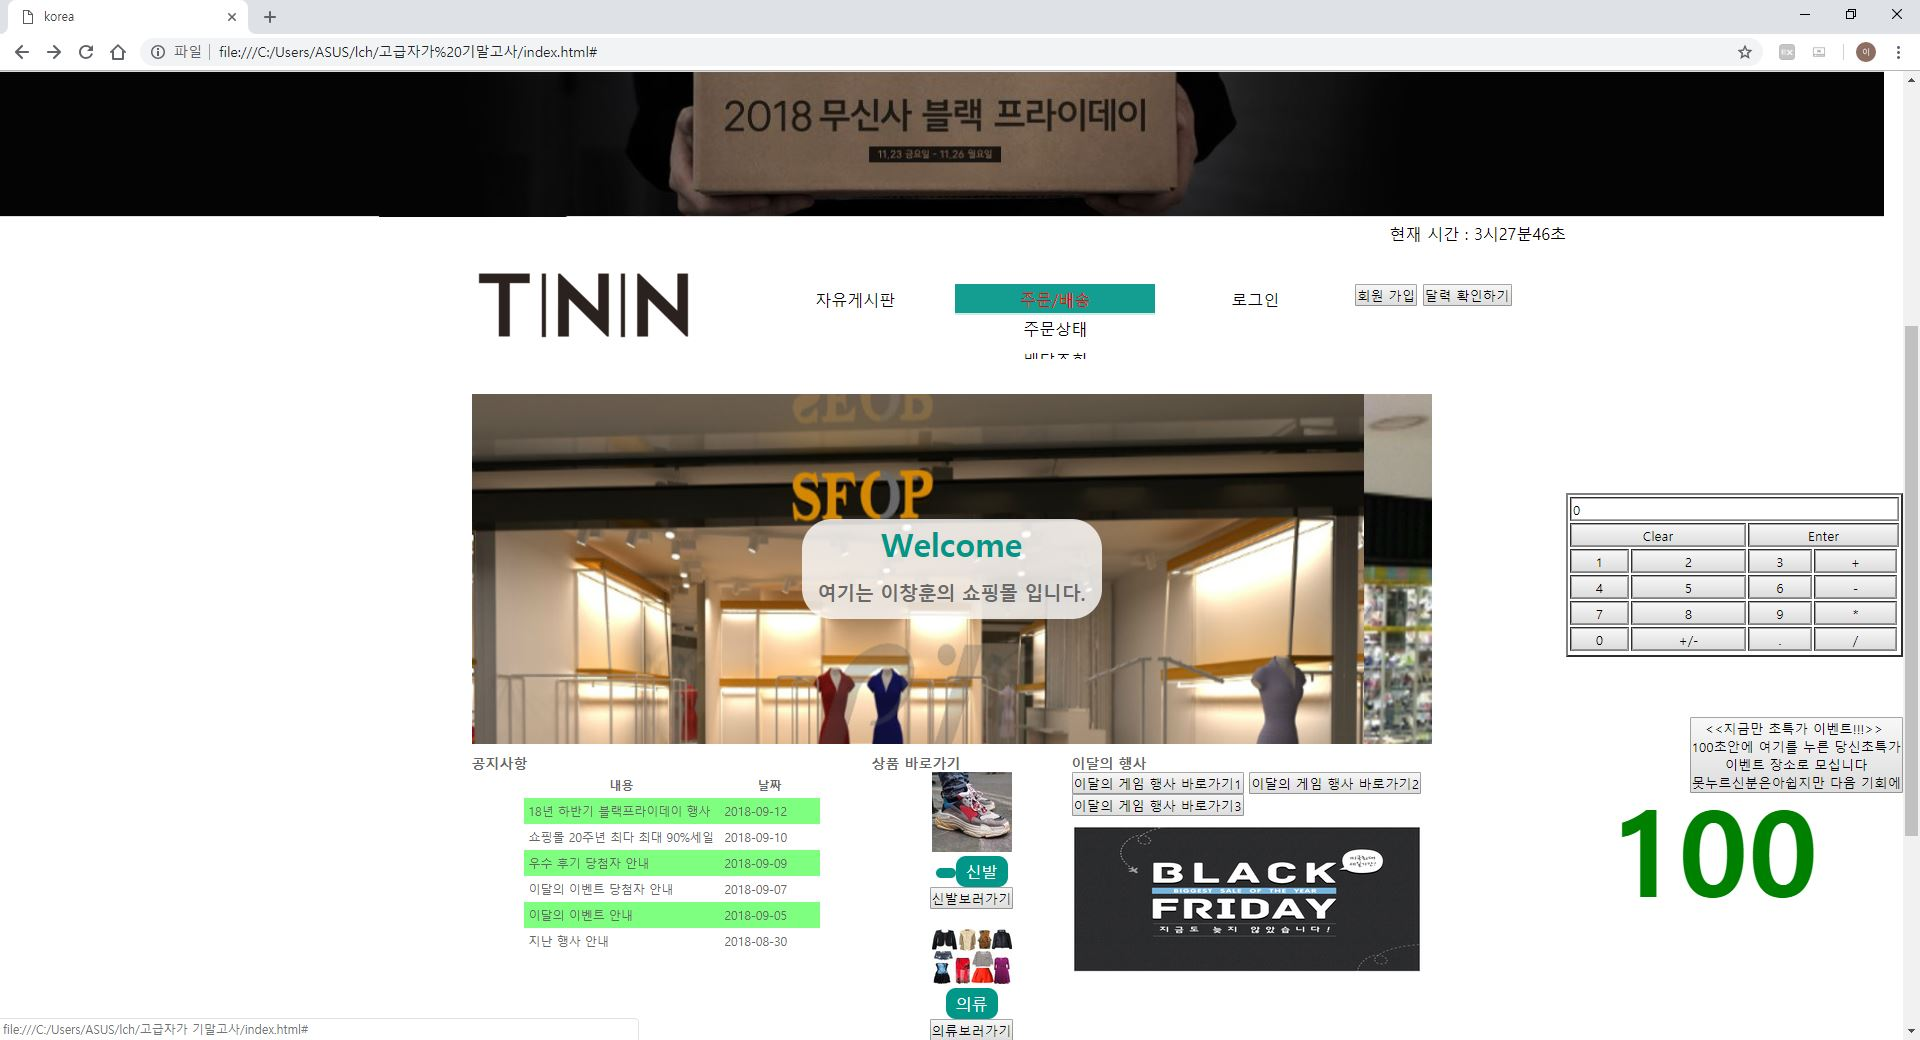 korea
파일 file:///C:/Users/ASUS/lch/고급자가%20기말고사/index.html#
이
2018 무신사 블랙 프라이데이
11.23 금요일 - 11.26 월요일
현재 시간 : 3시27분46초
T|N|N
자유게시판 주문/배송 로그인 회원 가입 달력 확인하기
주문상태
SFOP
Welcome
여기는 이창훈의 쇼핑몰 입니다.
0
Clear Enter
1 2 3 +
4 5 6 -
7 8 9 *
0 +/- . /
<<지금만 초특가 이벤트!!!>>
100초안에 여기를 누른 당신초특가
이벤트 장소로 모십니다
못누르신분은아쉽지만 다음 기회에
100
공지사항
내용 날짜
18년 하반기 블랙프라이데이 행사 2018-09-12
쇼핑몰 20주년 최다 최대 90%세일 2018-09-10
우수 후기 당첨자 안내 2018-09-09
이달의 이벤트 당첨자 안내 2018-09-07
이달의 이벤트 안내 2018-09-05
지난 행사 안내 2018-08-30
상품 바로가기
신발
신발보러가기
의류
의류보러가기
이달의 행사
이달의 게임 행사 바로가기1 이달의 게임 행사 바로가기2
이달의 게임 행사 바로가기3
BLACK
BIGGEST SALE OF THE YEAR
FRIDAY
지금도 늦지 않았습니다!
file:///C:/Users/ASUS/lch/고급자가 기말고사/index.html#